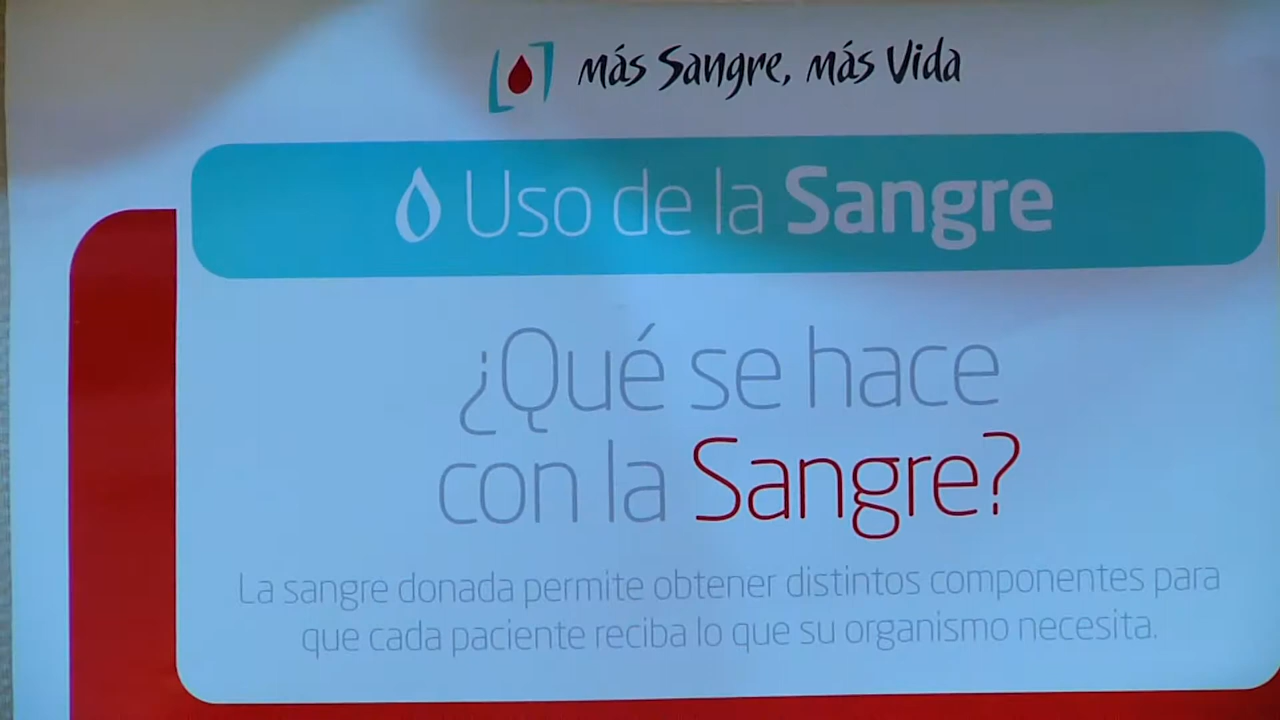 más Sangre, más Vida
Uso de la Sangre
¿Qué se hace
con la Sangre?
La sangre donada permite obtener distintos componentes para
que cada paciente reciba lo que su organismo necesita.